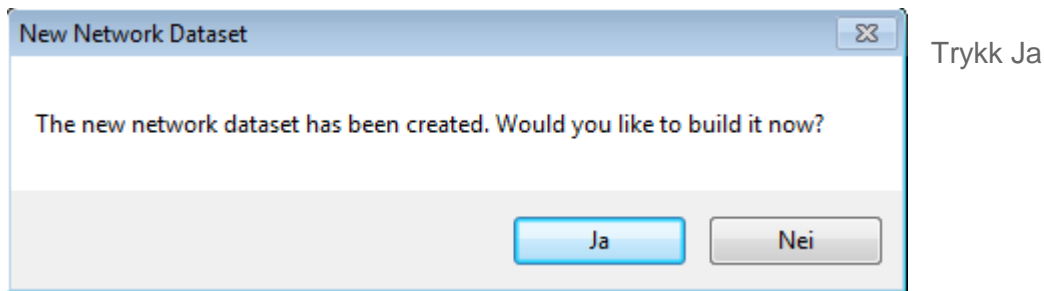 New Network Dataset
Trykk Ja
The new network dataset has been created. Would you like to build it now?
Ja
Nei